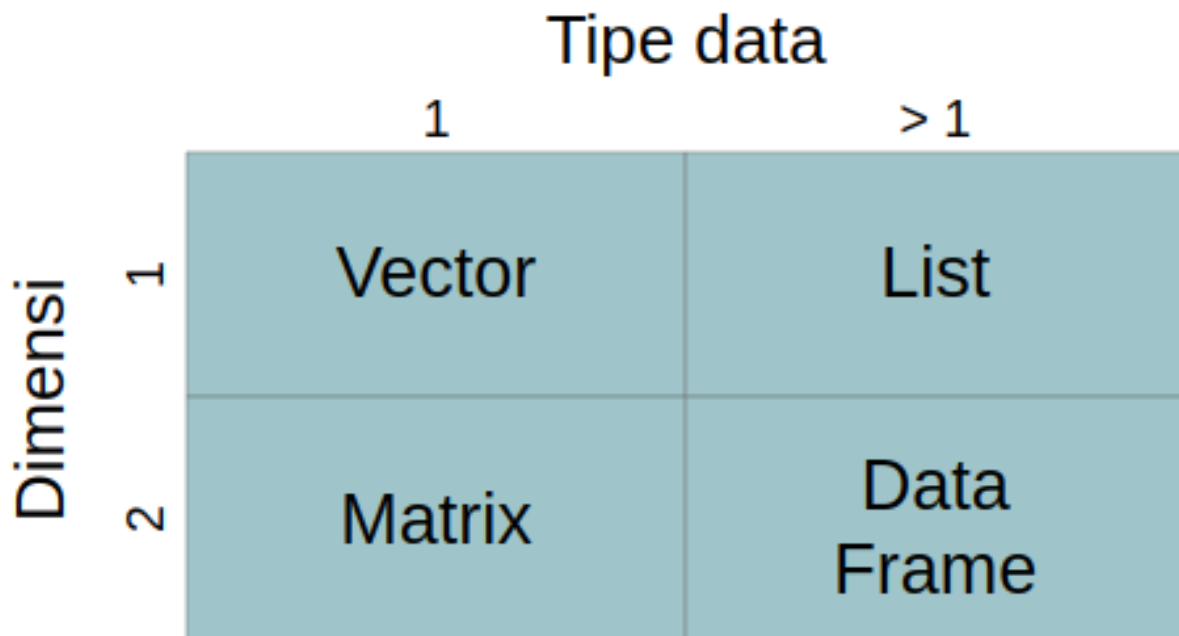 Tipe data
1
> 1
Dimensi
1
Vector
List
2
Matrix
Data
Frame